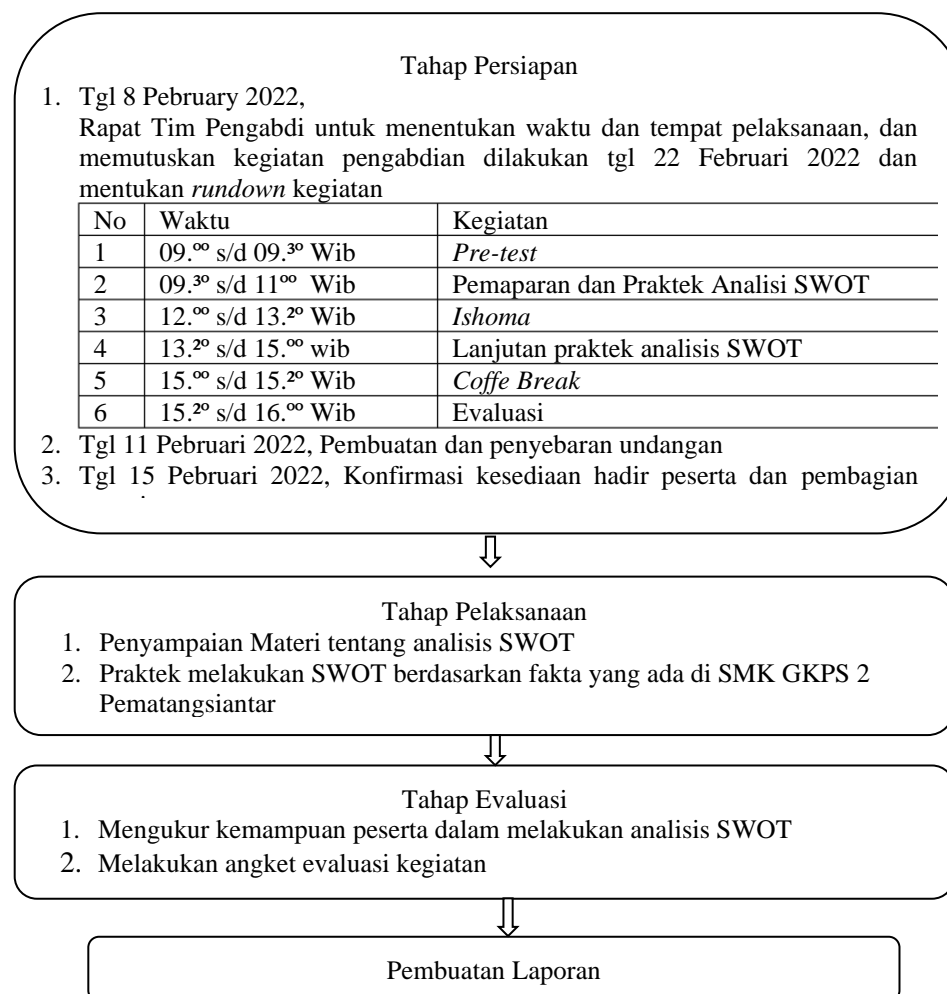 Tahap Persiapan
1. Tgl 8 Pebruary 2022,
Rapat Tim Pengabdi untuk menentukan waktu dan tempat pelaksanaan, dan
memutuskan kegiatan pengabdian dilakukan tgl 22 Februari 2022 dan
mentukan rundown kegiatan
No Waktu Kegiatan
1 09.ºº s/d 09.³º Wib Pre-test
2 09.³º s/d 11ºº Wib Pemaparan dan Praktek Analisi SWOT
3 12.ºº s/d 13.²º Wib Ishoma
4 13.²º s/d 15.ºº wib Lanjutan praktek analisis SWOT
5 15.ºº s/d 15.²º Wib Coffe Break
6 15.²º s/d 16.ºº Wib Evaluasi
2. Tgl 11 Pebruari 2022, Pembuatan dan penyebaran undangan
3. Tgl 15 Pebruari 2022, Konfirmasi kesediaan hadir peserta dan pembagian
Tahap Pelaksanaan
1. Penyampaian Materi tentang analisis SWOT
2. Praktek melakukan SWOT berdasarkan fakta yang ada di SMK GKPS 2
Pematangsiantar
Tahap Evaluasi
1. Mengukur kemampuan peserta dalam melakukan analisis SWOT
2. Melakukan angket evaluasi kegiatan
Pembuatan Laporan